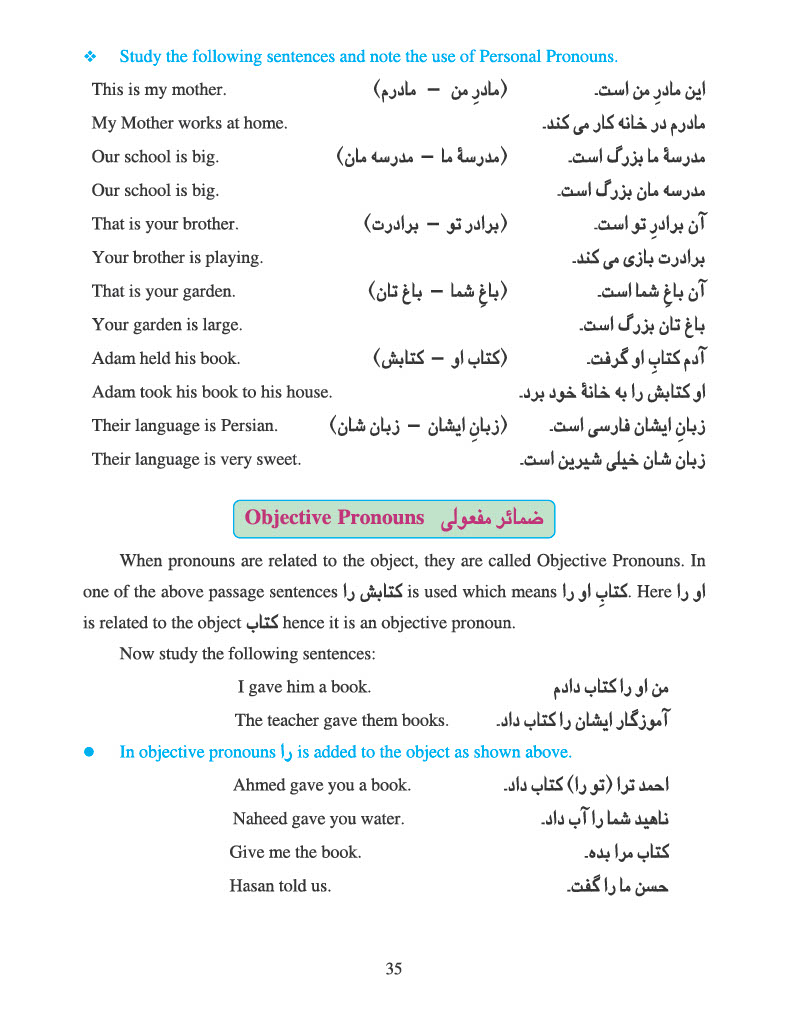 ❖ Study the following sentences and note the use of Personal Pronouns.
This is my mother. (مادرِ من – مادرم) این مادرِ من است۔
My Mother works at home. مادرم در خانه کار می کند۔
Our school is big. (مدرسۀ ما – مدرسه مان) مدرسۀ ما بزرگ است۔
Our school is big. مدرسه مان بزرگ است۔
That is your brother. (برادر تو – برادرت) آن برادرِ تو است۔
Your brother is playing. برادرت بازی می کند۔
That is your garden. (باغِ شما – باغ تان) آن باغِ شما است۔
Your garden is large. باغ تان بزرگ است۔
Adam held his book. (کتاب او – کتابش) آدم کتابِ او گرفت۔
Adam took his book to his house. او کتابش را به خانۀ خود برد۔
Their language is Persian. (زبانِ ایشان – زبان شان) زبانِ ایشان فارسی است۔
Their language is very sweet. زبان شان خیلی شیرین است۔
Objective Pronouns ضمائر مفعولی
When pronouns are related to the object, they are called Objective Pronouns. In
one of the above passage sentences کتابش را is used which means کتابِ او را. Here او را
is related to the object کتاب hence it is an objective pronoun.
Now study the following sentences:
I gave him a book. من او را کتاب دادم
The teacher gave them books. آموزگار ایشان را کتاب داد۔
● In objective pronouns را is added to the object as shown above.
Ahmed gave you a book. احمد ترا (تو را) کتاب داد۔
Naheed gave you water. ناهید شما را آب داد۔
Give me the book. کتاب مرا بده۔
Hasan told us. حسن ما را گفت۔
35